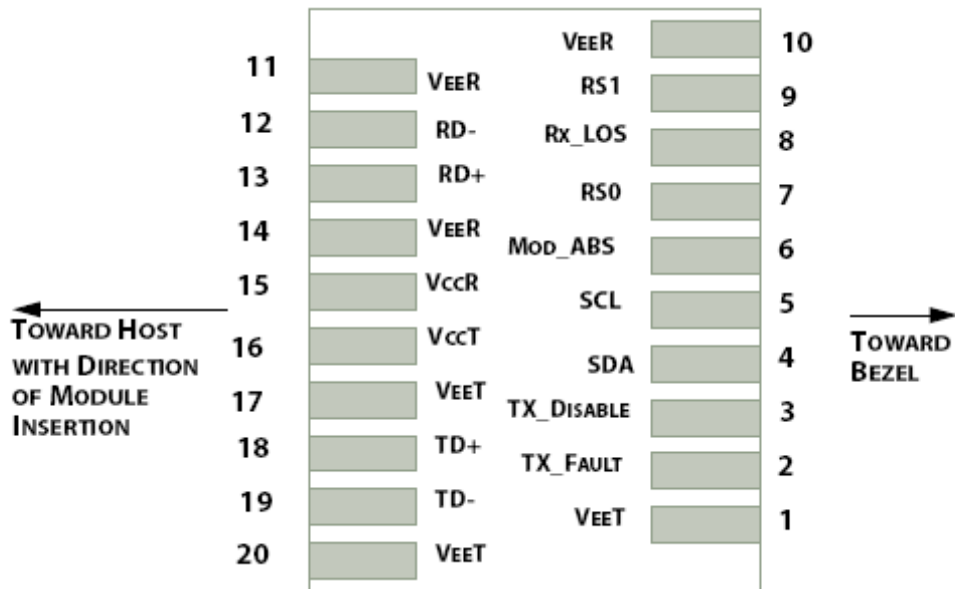 VEER 10
11 VEER
RS1 9
12 RD-
Rx_LOS 8
13 RD+
RS0 7
14 VEER
MOD_ABS 6
15 VCCR
SCL 5
TOWARD HOST
WITH DIRECTION
OF MODULE
INSERTION
16 VCCT
SDA 4
TOWARD
BEZEL
17 VEET
TX_DISABLE 3
18 TD+
TX_FAULT 2
19 TD-
VEET 1
20 VEET